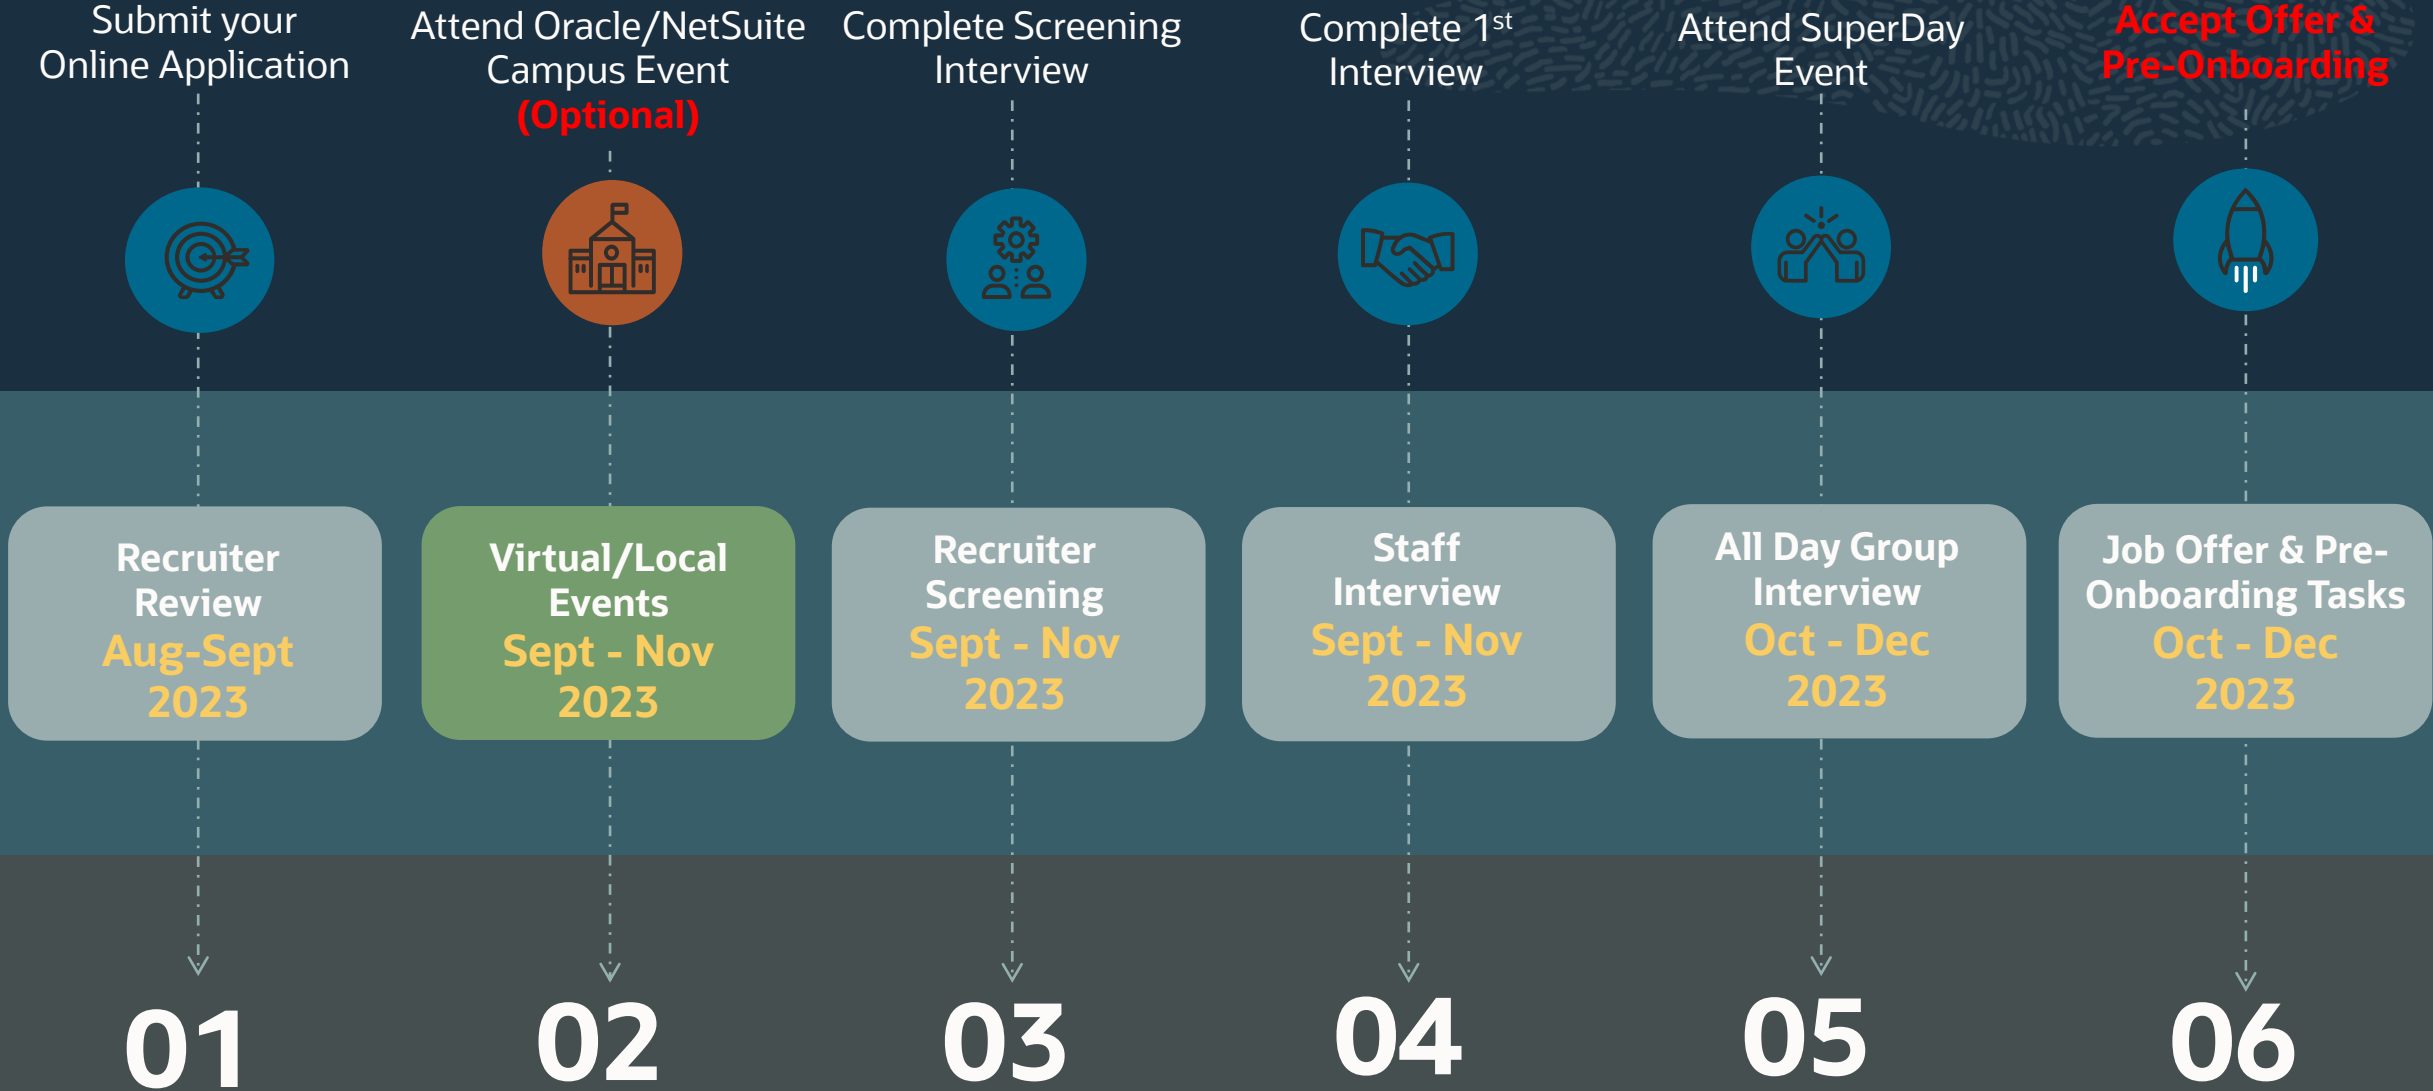 Submit your
Online Application
Attend Oracle/NetSuite
Campus Event
(Optional)
Complete Screening
Interview
Complete 1st
Interview
Attend SuperDay
Event
Accept Offer &
Pre-Onboarding
Recruiter
Review
Aug-Sept
2023
Virtual/Local
Events
Sept - Nov
2023
Recruiter
Screening
Sept - Nov
2023
Staff
Interview
Sept - Nov
2023
All Day Group
Interview
Oct - Dec
2023
Job Offer & Pre-
Onboarding Tasks
Oct - Dec
2023
01
02
03
04
05
06